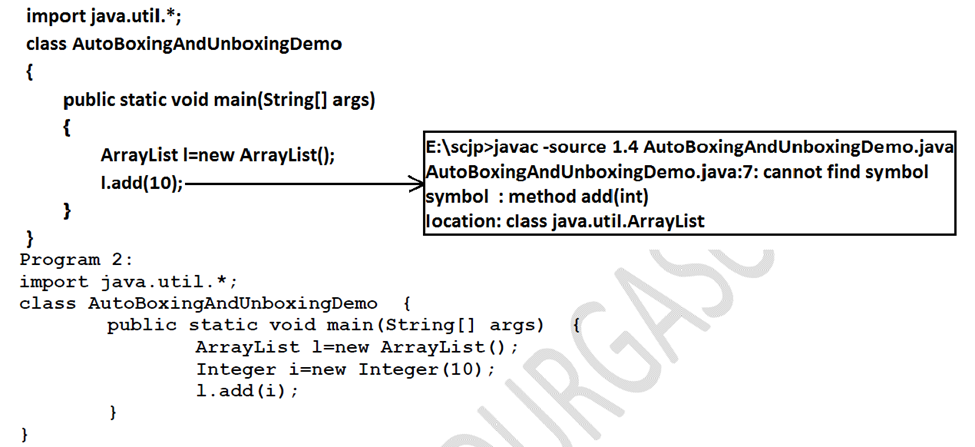 import java.util.*;
class AutoBoxingAndUnboxingDemo
{
public static void main(String[] args)
{
ArrayList l=new ArrayList();
l.add(10);
}
}
E:\scjp>javac -source 1.4 AutoBoxingAndUnboxingDemo.java
AutoBoxingAndUnboxingDemo.java:7: cannot find symbol
symbol : method add(int)
location: class java.util.ArrayList
Program 2:
import java.util.*;
class AutoBoxingAndUnboxingDemo {
public static void main(String[] args) {
ArrayList l=new ArrayList();
Integer i=new Integer(10);
l.add(i);
}
}